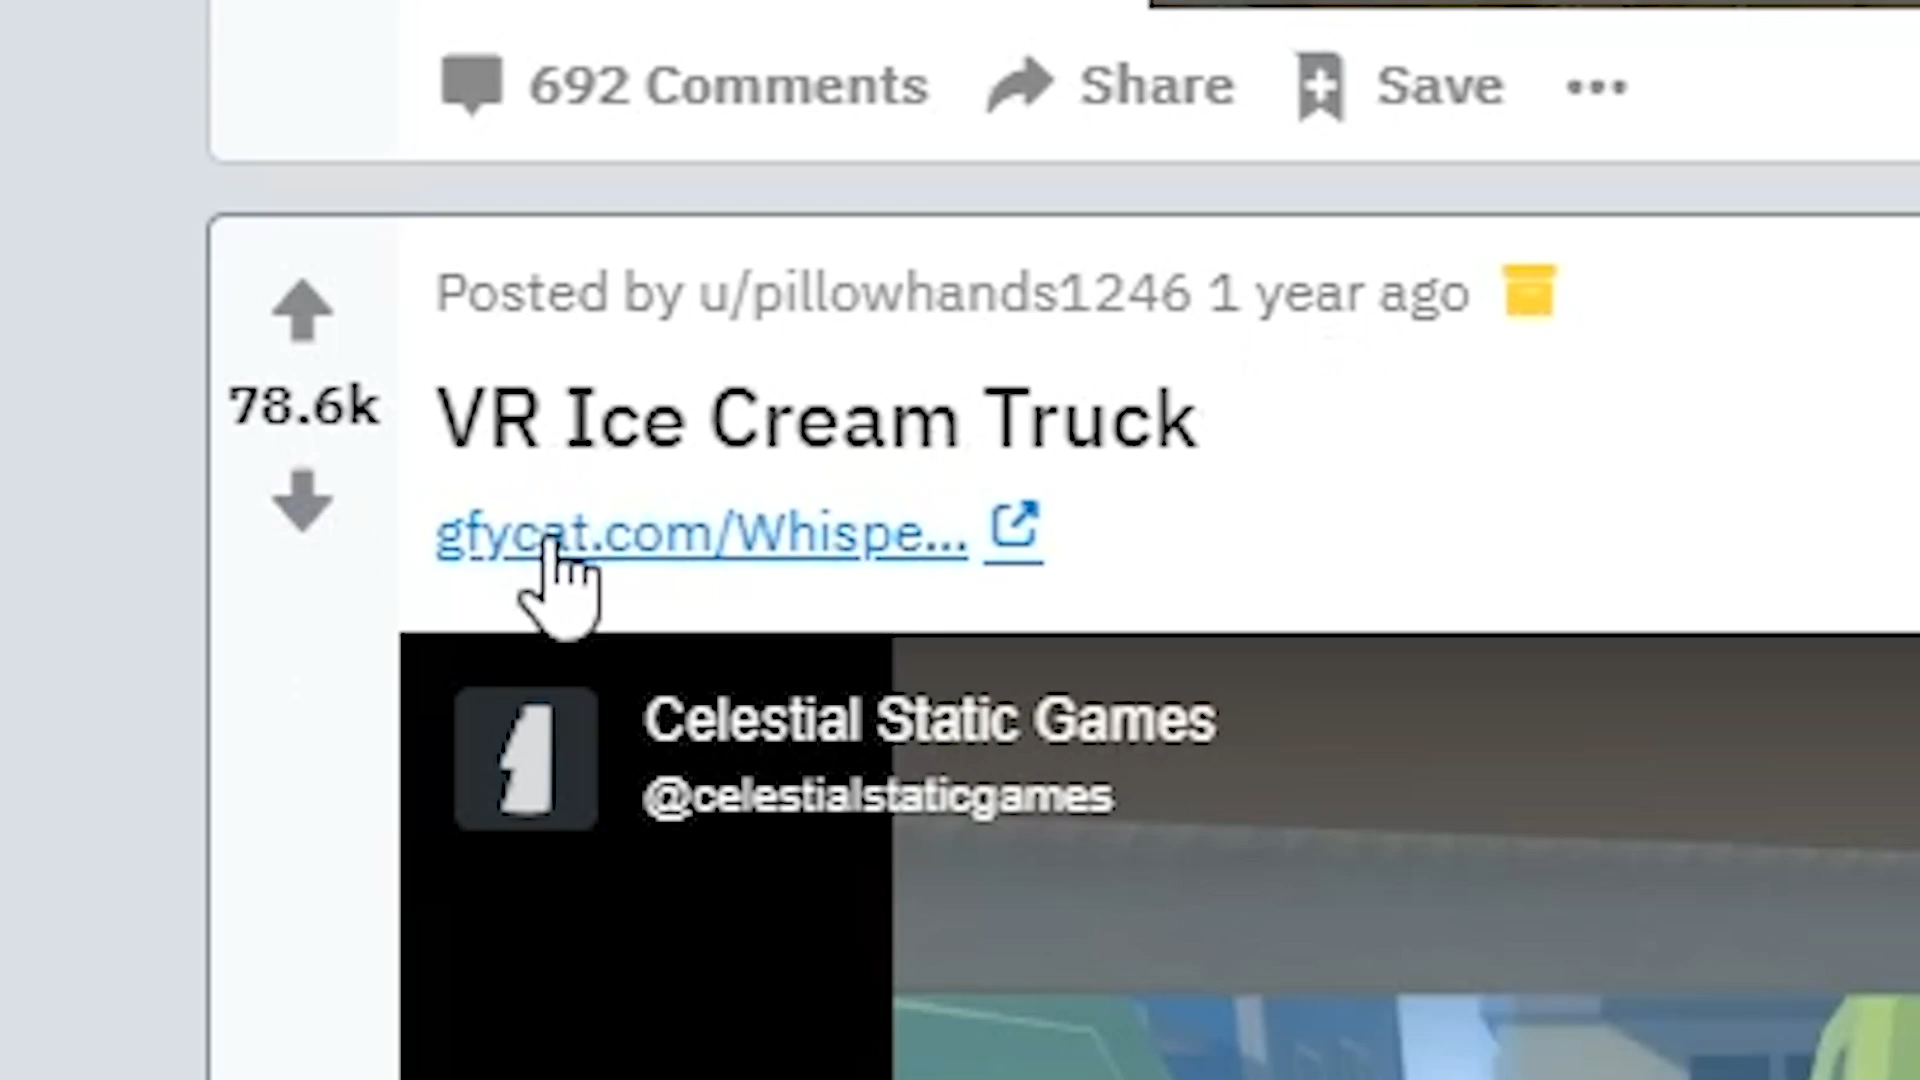 692 Comments Share Save
Posted by u/pillowhands1246 1 year ago
78.6k
VR Ice Cream Truck
gfycat.com/Whispe...
Celestial Static Games
@celestialstaticgames